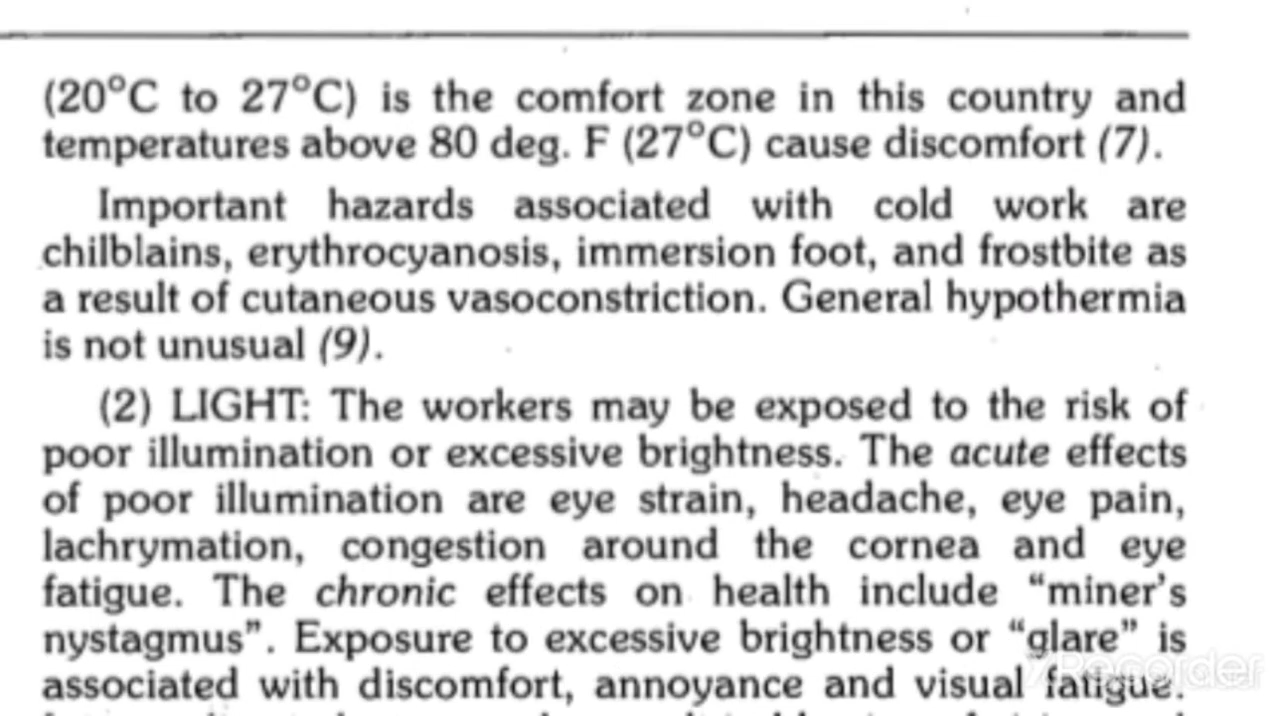 (20°C to 27°C) is the comfort zone in this country and
temperatures above 80 deg. F (27°C) cause discomfort (7).
Important hazards associated with cold work are
chilblains, erythrocyanosis, immersion foot, and frostbite as
a result of cutaneous vasoconstriction. General hypothermia
is not unusual (9).
(2) LIGHT: The workers may be exposed to the risk of
poor illumination or excessive brightness. The acute effects
of poor illumination are eye strain, headache, eye pain,
lachrymation, congestion around the cornea and eye
fatigue. The chronic effects on health include “miner’s
nystagmus”. Exposure to excessive brightness or “glare” is
associated with discomfort, annoyance and visual fatigue.
XRecorder